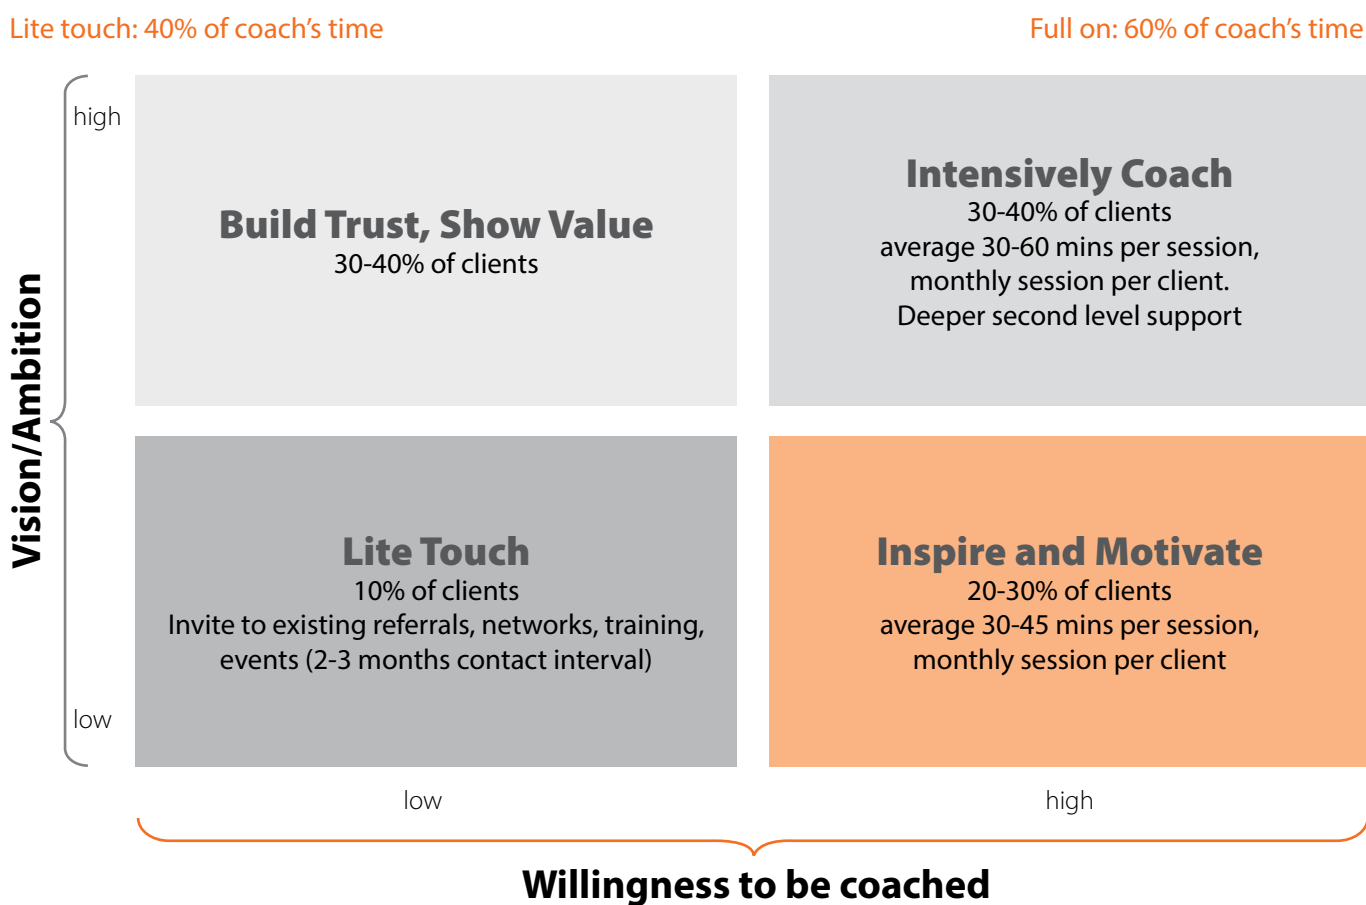 Lite touch: 40% of coach’s time
Full on: 60% of coach’s time
high
Vision/Ambition
Build Trust, Show Value
30-40% of clients
Intensively Coach
30-40% of clients
average 30-60 mins per session,
monthly session per client.
Deeper second level support
Lite Touch
10% of clients
Invite to existing referrals, networks, training,
events (2-3 months contact interval)
Inspire and Motivate
20-30% of clients
average 30-45 mins per session,
monthly session per client
low
low
high
Willingness to be coached